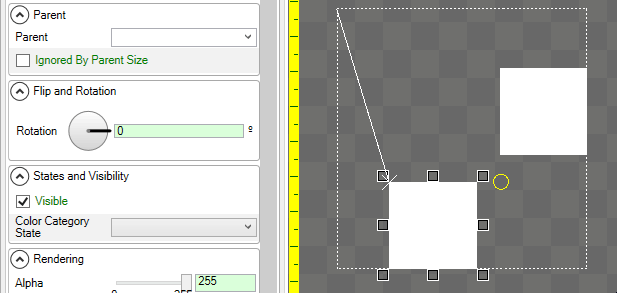 Parent
Parent
Ignored By Parent Size
Flip and Rotation
Rotation 0 º
States and Visibility
Visible
Color Category
State
Rendering
Alpha 255
0 255